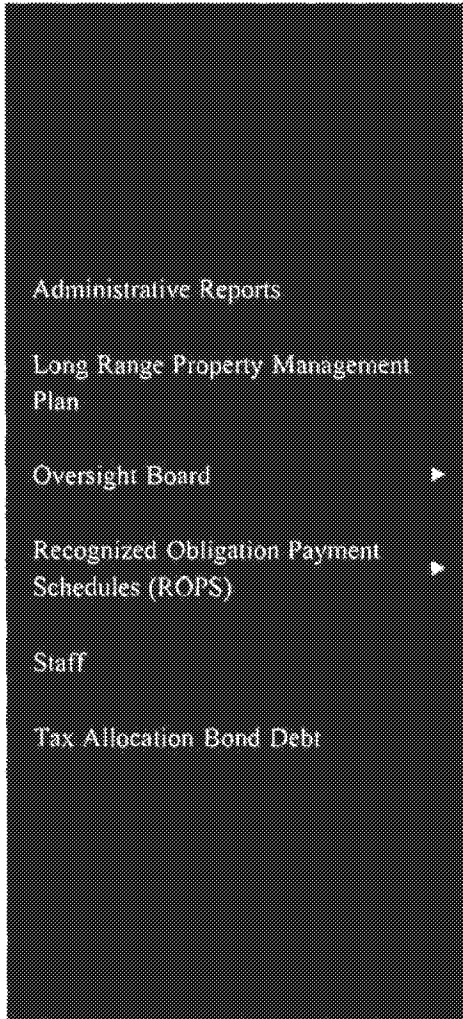 Administrative Reports
Long Range Property Management
Plan
Oversight Board
Recognized Obligation Payment
Schedules (ROPS)
Staff
Tax Allocation Bond Debt